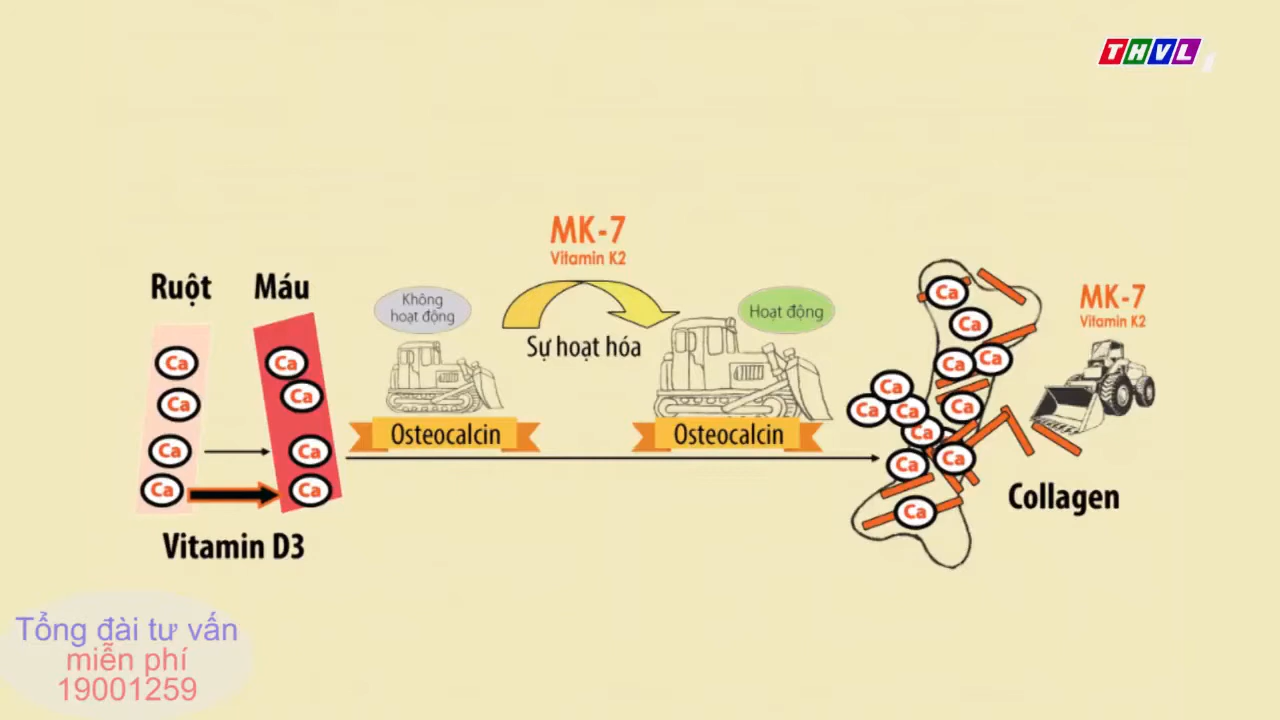 THVL
MK-7
Vitamin K2
Ruột
Máu
Không
hoạt động
Hoạt động
MK-7
Vitamin K2
Sự hoạt hóa
Ca
Ca
Ca
Ca
Ca
Ca
Ca
Ca
Osteocalcin
Osteocalcin
Ca
Ca
Ca
Ca
Ca
Ca
Ca
Ca
Ca
Ca
Ca
Ca
Collagen
Vitamin D3
Tổng đài tư vấn
miễn phí
19001259